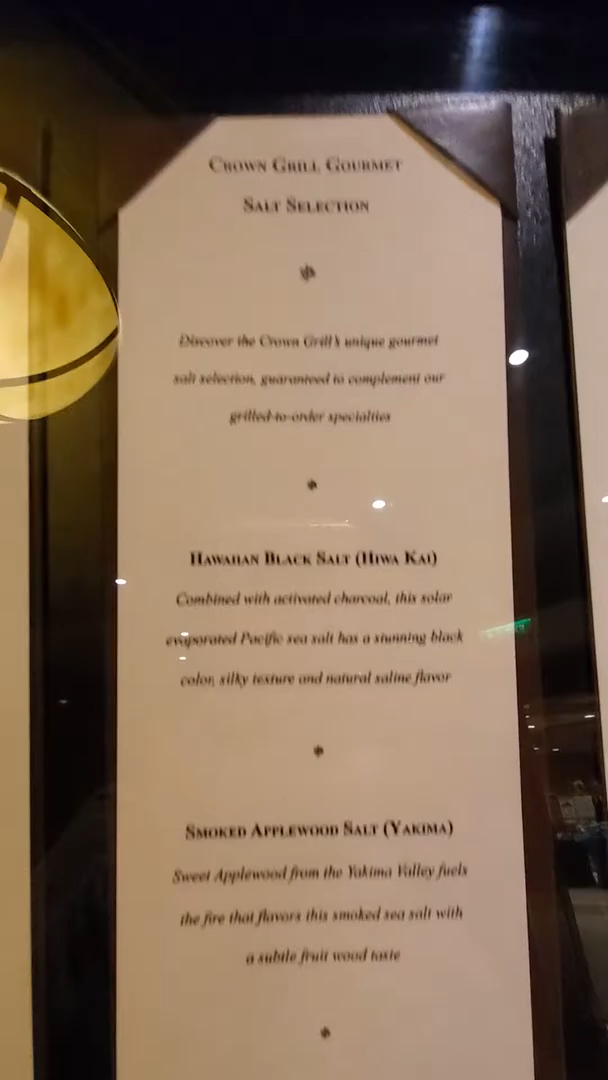 Crown Grill Gourmet
Salt Selection
Discover the Crown Grill's unique gourmet
salt selection, guaranteed to complement our
grilled-to-order specialties
Hawaiian Black Salt (Hiwa Kai)
Combined with activated charcoal, this solar
evaporated Pacific sea salt has a stunning black
color, silky texture and natural saline flavor
Smoked Applewood Salt (Yakima)
Sweet Applewood from the Yakima Valley fuels
the fire that flavors this smoked sea salt with
a subtle fruit wood taste